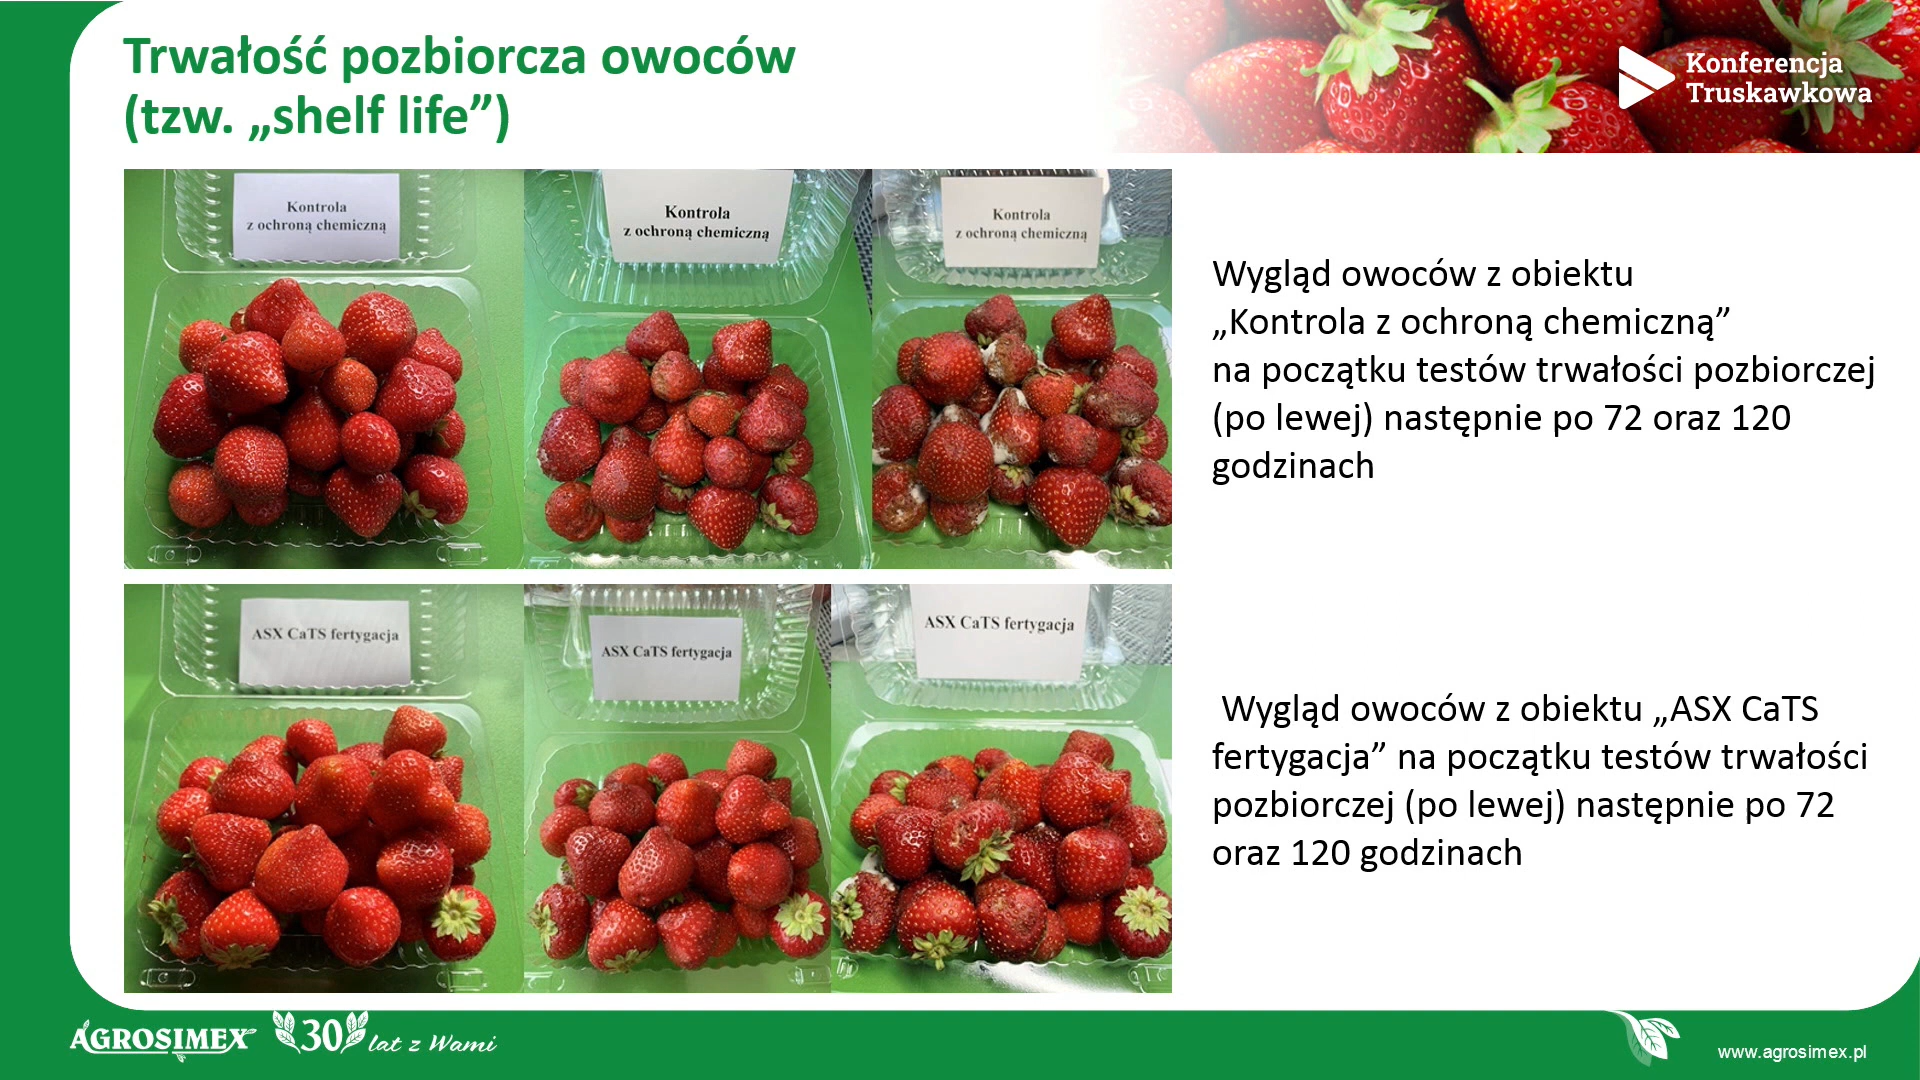 Trwałość pozbiorcza owoców
(tzw. „shelf life”)
Konferencja
Truskawkowa
Kontrola
z ochroną chemiczną
Kontrola
z ochroną chemiczną
Kontrola
z ochroną chemiczną
Wygląd owoców z obiektu
„Kontrola z ochroną chemiczną”
na początku testów trwałości pozbiorczej
(po lewej) następnie po 72 oraz 120
godzinach
ASX CaTS fertygacja
ASX CaTS fertygacja
ASX CaTS fertygacja
Wygląd owoców z obiektu „ASX CaTS
fertygacja” na początku testów trwałości
pozbiorczej (po lewej) następnie po 72
oraz 120 godzinach
AGROSIMEX
30 lat z Wami
www.agrosimex.pl